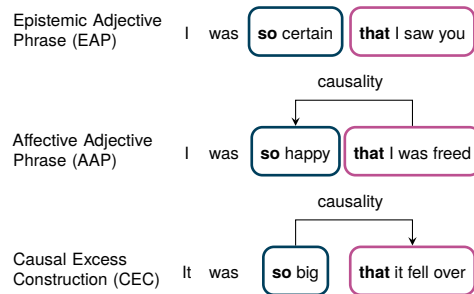 Epistemic Adjective
Phrase (EAP) I was so certain that I saw you
causality
Affective Adjective
Phrase (AAP) I was so happy that I was freed
causality
Causal Excess
Construction (CEC) It was so big that it fell over